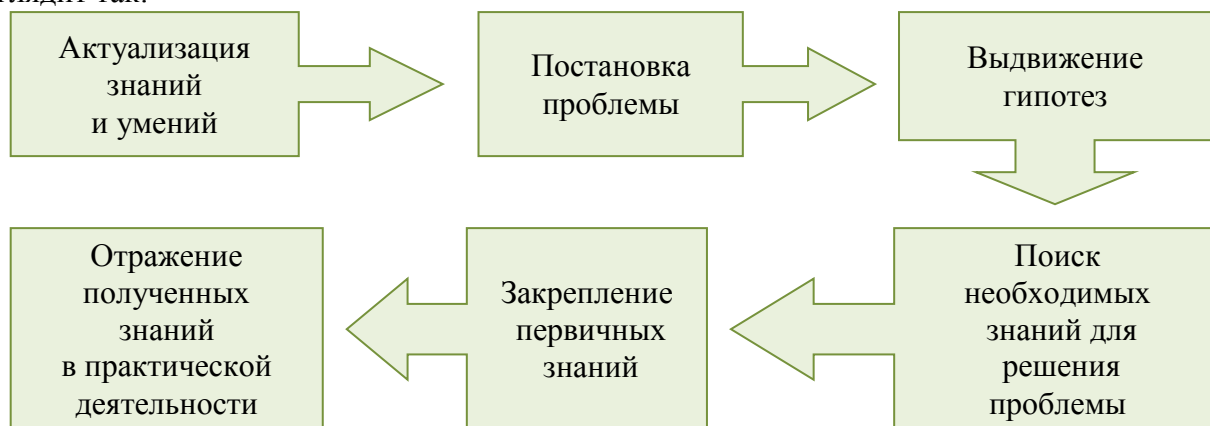 Актуализация
знаний
и умений
Постановка
проблемы
Выдвижение
гипотез
Поиск
необходимых
знаний для
решения
проблемы
Закрепление
первичных
знаний
Отражение
полученных
знаний
в практической
деятельности